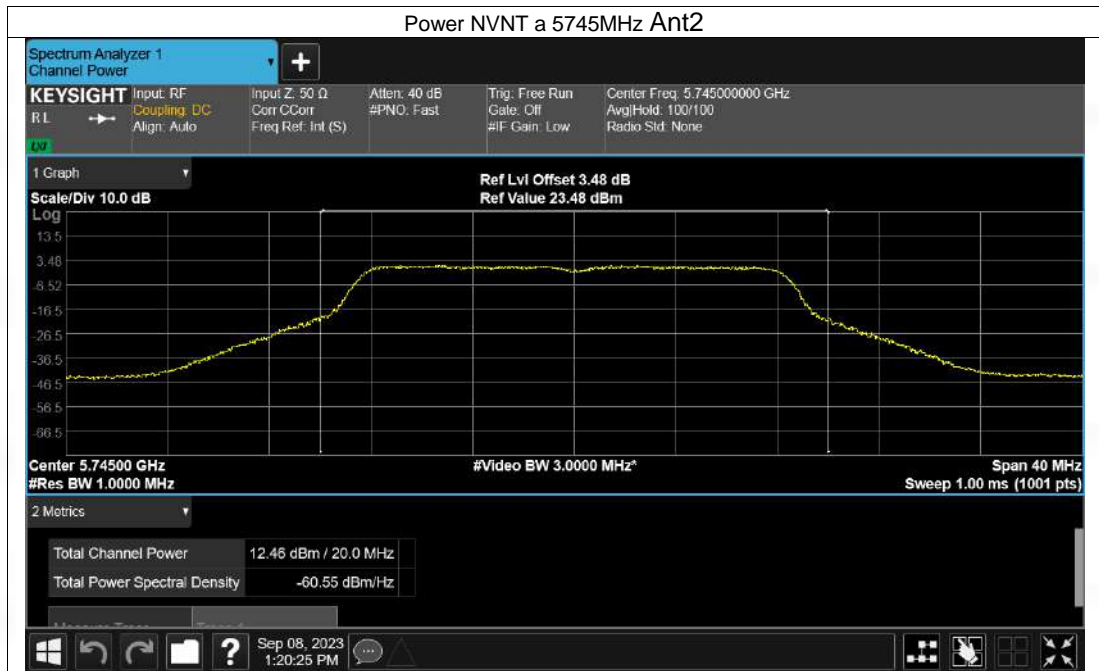 Power NVNT a 5745MHz Ant2
Spectrum Analyzer 1
Channel Power
KEYSIGHT
R L
LXI
Input: RF
Coupling: DC
Align: Auto
Input Z: 50 Ω
Corr CCorr
Freq Ref: Int (S)
Atten: 40 dB
#PNO: Fast
Trig: Free Run
Gate: Off
#IF Gain: Low
Center Freq: 5.745000000 GHz
Avg|Hold: 100/100
Radio Std: None
1 Graph
Scale/Div 10.0 dB
Ref Lvl Offset 3.48 dB
Ref Value 23.48 dBm
Log
13.5
3.48
-6.52
-16.5
-26.5
-36.5
-46.5
-56.5
-66.5
Center 5.74500 GHz
#Video BW 3.0000 MHz*
Span 40 MHz
#Res BW 1.0000 MHz
Sweep 1.00 ms (1001 pts)
2 Metrics
Total Channel Power 12.46 dBm / 20.0 MHz
Total Power Spectral Density -60.55 dBm/Hz
?
Sep 08, 2023
1:20:25 PM